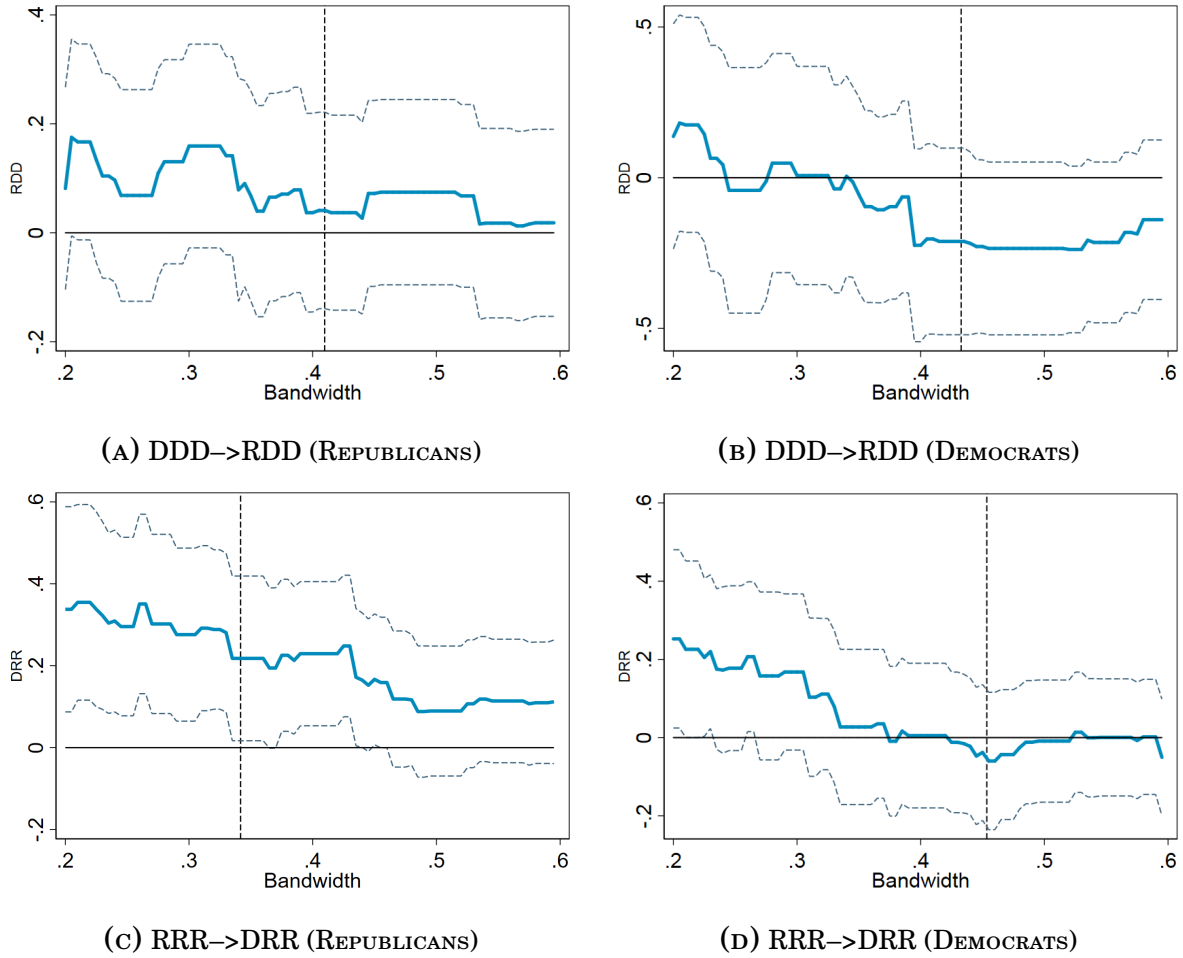 .4
.2
0
-.2
RDD
.2 .3 .4 .5 .6
Bandwidth
(A) DDD–>RDD (Republicans)
.5
0
-.5
RDD
.2 .3 .4 .5 .6
Bandwidth
(B) DDD–>RDD (Democrats)
.6
.4
.2
0
-.2
DRR
.2 .3 .4 .5 .6
Bandwidth
(C) RRR–>DRR (Republicans)
.6
.4
.2
0
-.2
DRR
.2 .3 .4 .5 .6
Bandwidth
(D) RRR–>DRR (Democrats)